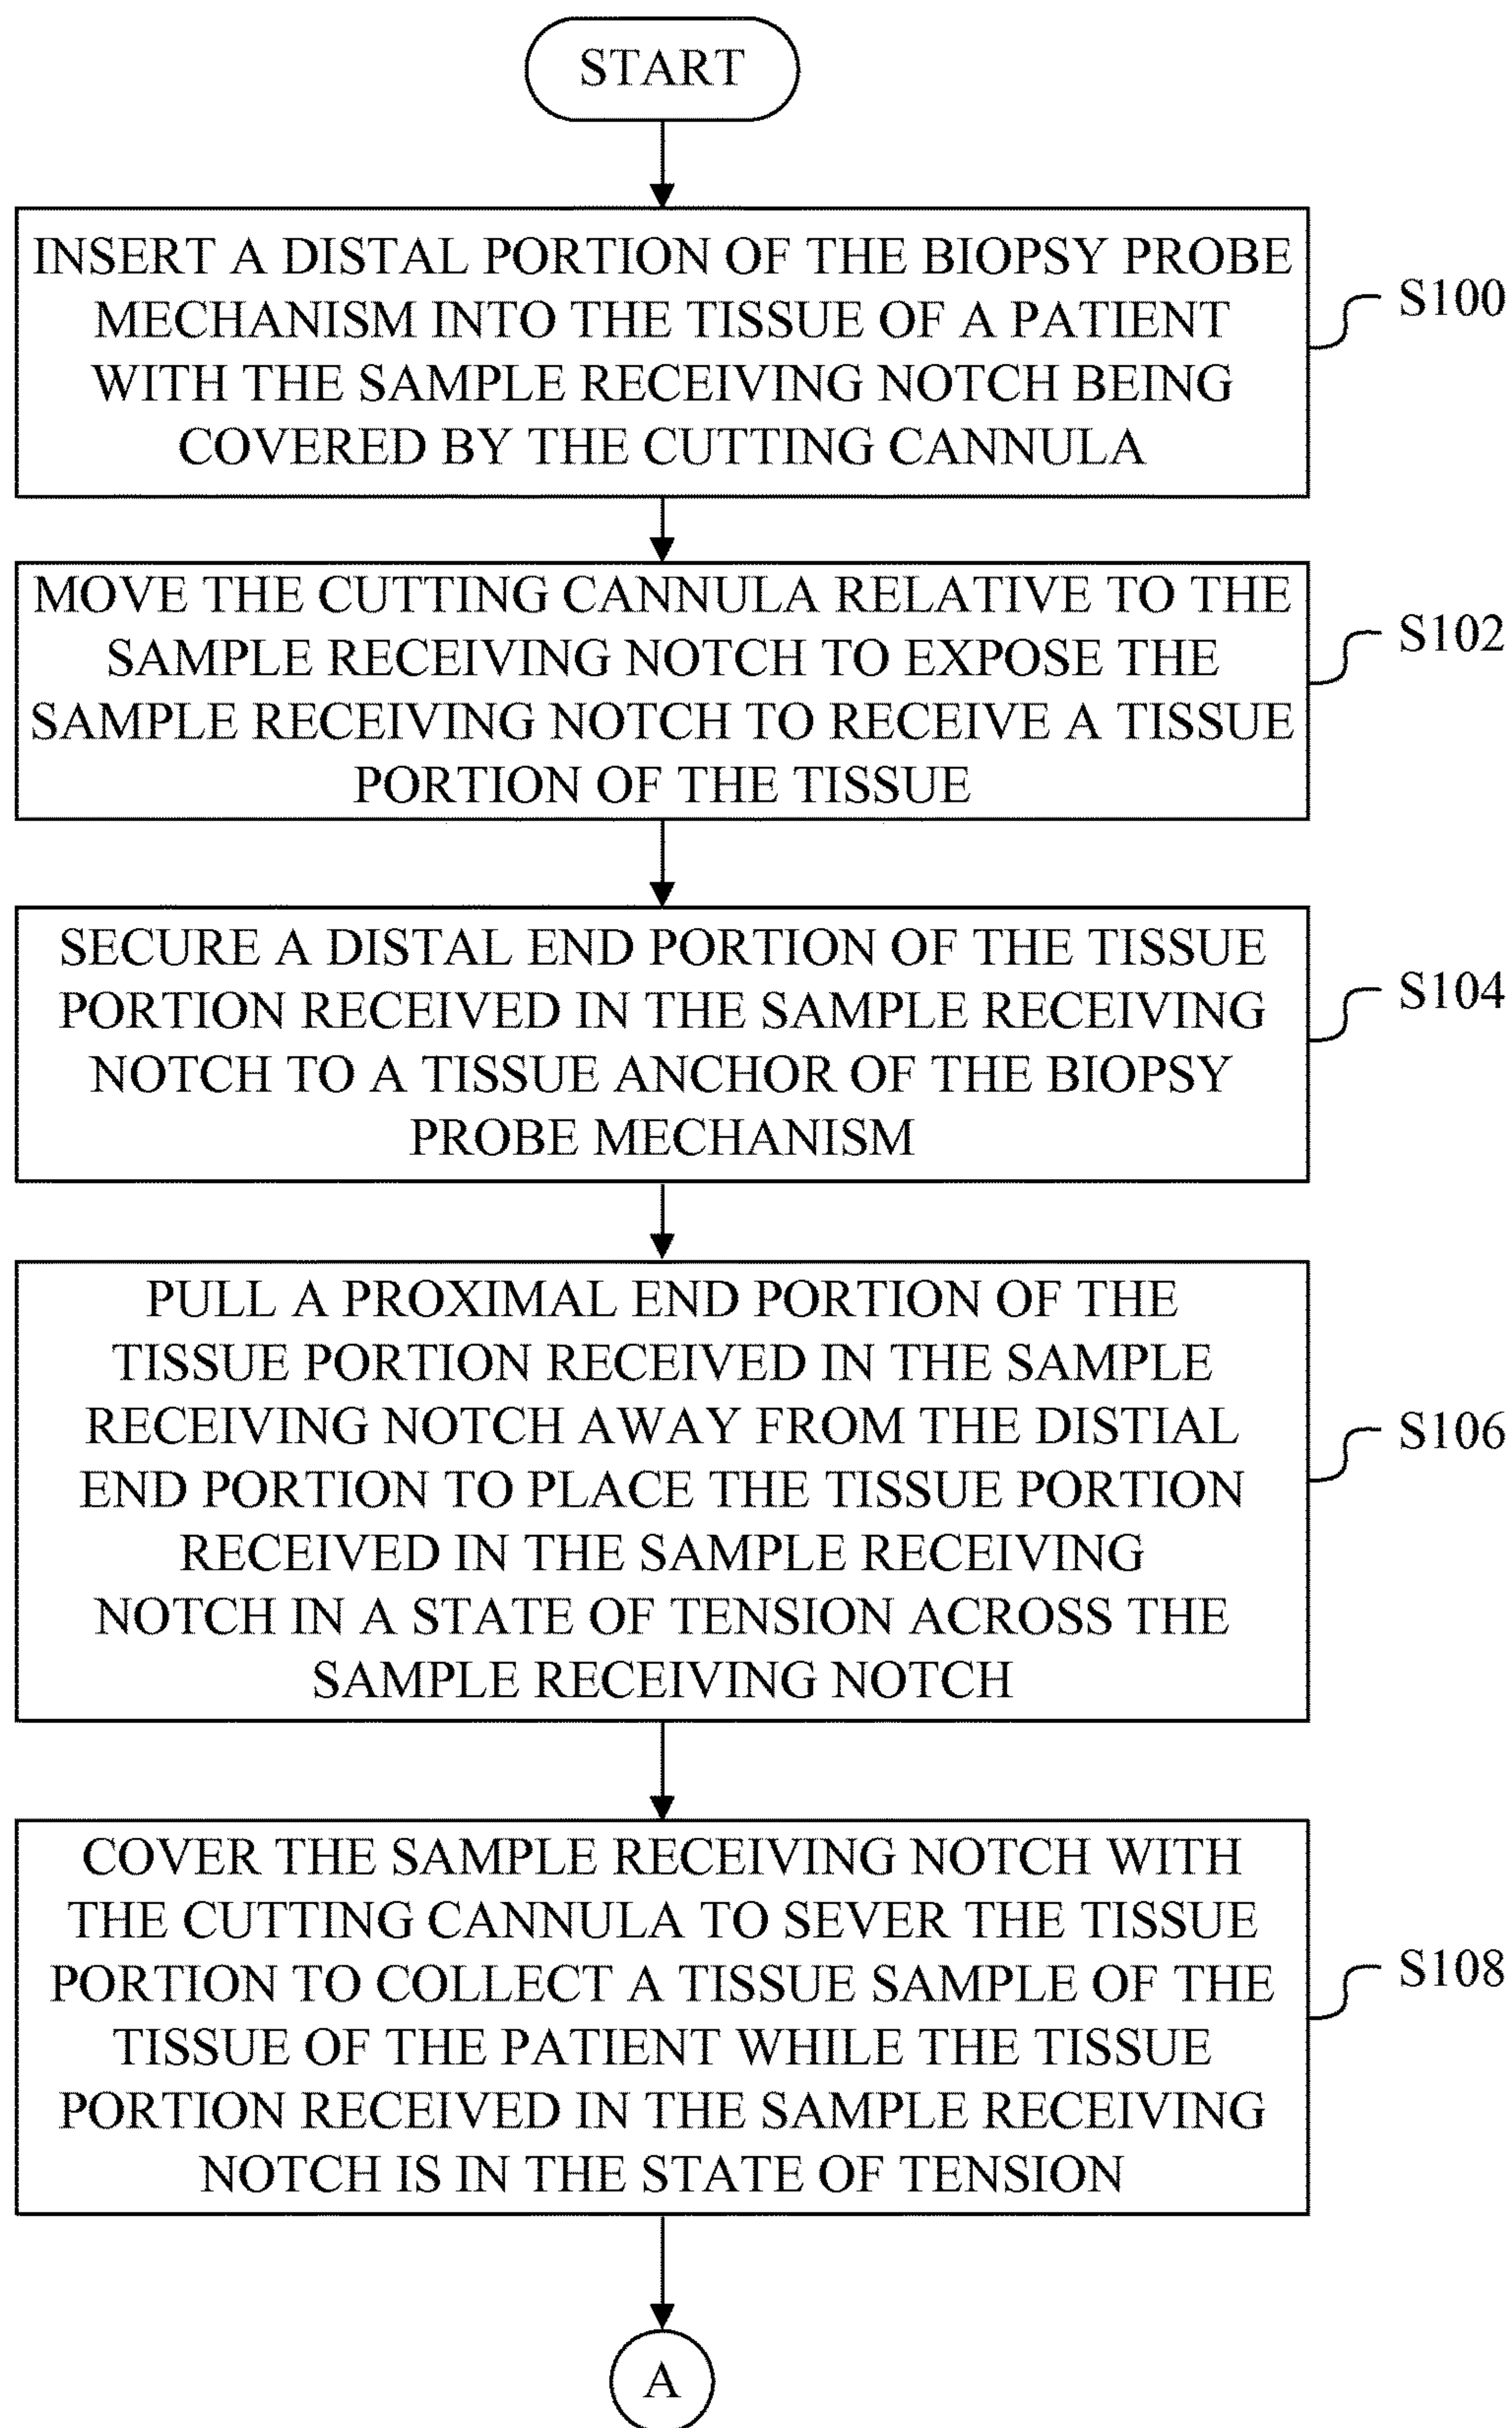 START
INSERT A DISTAL PORTION OF THE BIOPSY PROBE
MECHANISM INTO THE TISSUE OF A PATIENT
WITH THE SAMPLE RECEIVING NOTCH BEING
COVERED BY THE CUTTING CANNULA
S100
MOVE THE CUTTING CANNULA RELATIVE TO THE
SAMPLE RECEIVING NOTCH TO EXPOSE THE
SAMPLE RECEIVING NOTCH TO RECEIVE A TISSUE
PORTION OF THE TISSUE
S102
SECURE A DISTAL END PORTION OF THE TISSUE
PORTION RECEIVED IN THE SAMPLE RECEIVING
NOTCH TO A TISSUE ANCHOR OF THE BIOPSY
PROBE MECHANISM
S104
PULL A PROXIMAL END PORTION OF THE
TISSUE PORTION RECEIVED IN THE SAMPLE
RECEIVING NOTCH AWAY FROM THE DISTIAL
END PORTION TO PLACE THE TISSUE PORTION
RECEIVED IN THE SAMPLE RECEIVING
NOTCH IN A STATE OF TENSION ACROSS THE
SAMPLE RECEIVING NOTCH
S106
COVER THE SAMPLE RECEIVING NOTCH WITH
THE CUTTING CANNULA TO SEVER THE TISSUE
PORTION TO COLLECT A TISSUE SAMPLE OF THE
TISSUE OF THE PATIENT WHILE THE TISSUE
PORTION RECEIVED IN THE SAMPLE RECEIVING
NOTCH IS IN THE STATE OF TENSION
S108
A